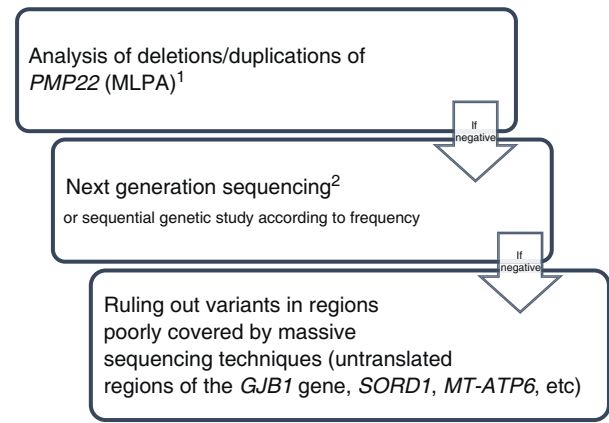 Analysis of deletions/duplications of
PMP22 (MLPA)1
If
negative
Next generation sequencing2
or sequential genetic study according to frequency
If
negative
Ruling out variants in regions
poorly covered by massive
sequencing techniques (untranslated
regions of the GJB1 gene, SORD1, MT-ATP6, etc)